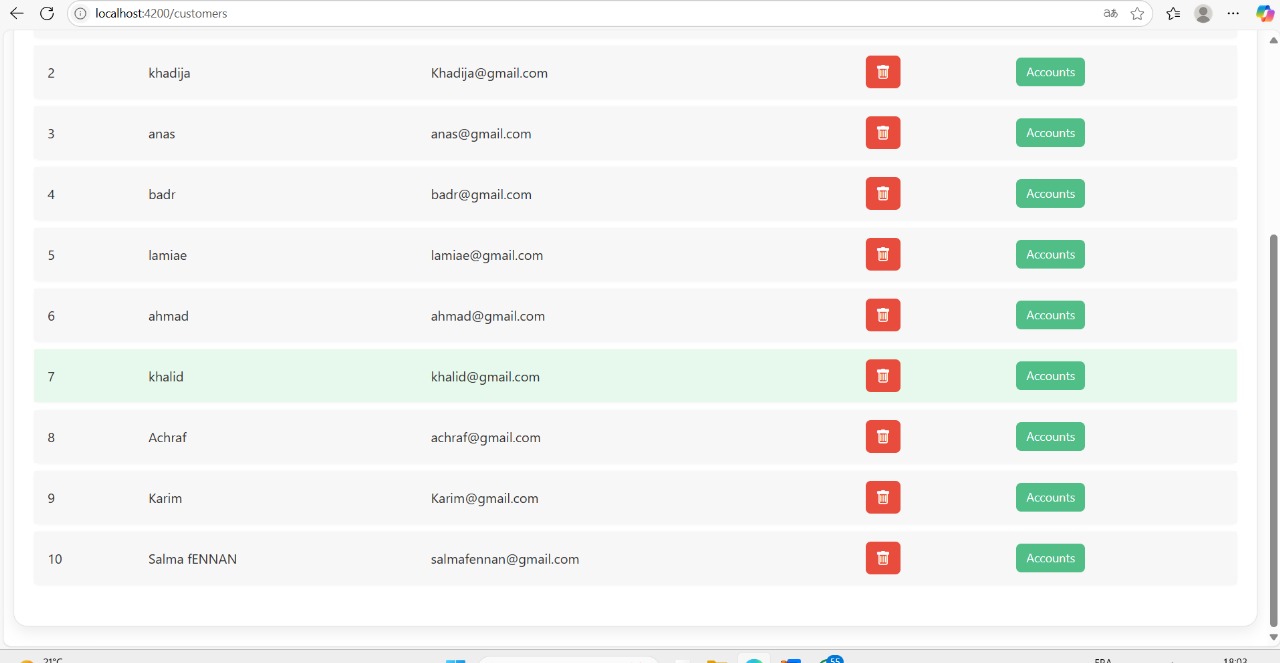 localhost:4200/customers
2 khadija Khadija@gmail.com Accounts
3 anas anas@gmail.com Accounts
4 badr badr@gmail.com Accounts
5 lamiae lamiae@gmail.com Accounts
6 ahmad ahmad@gmail.com Accounts
7 khalid khalid@gmail.com Accounts
8 Achraf achraf@gmail.com Accounts
9 Karim Karim@gmail.com Accounts
10 Salma fENNAN salmafennan@gmail.com Accounts
21°C 55 FRA 18:03